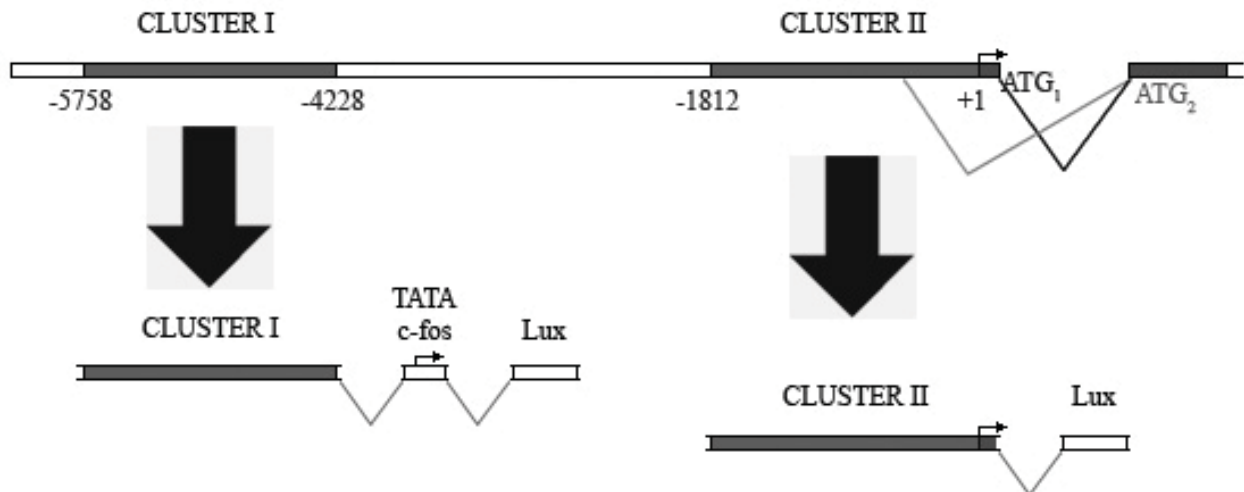 CLUSTER I CLUSTER II
-5758 -4228 -1812 +1 ATG1 ATG2
TATA
CLUSTER I c-fos Lux
CLUSTER II Lux